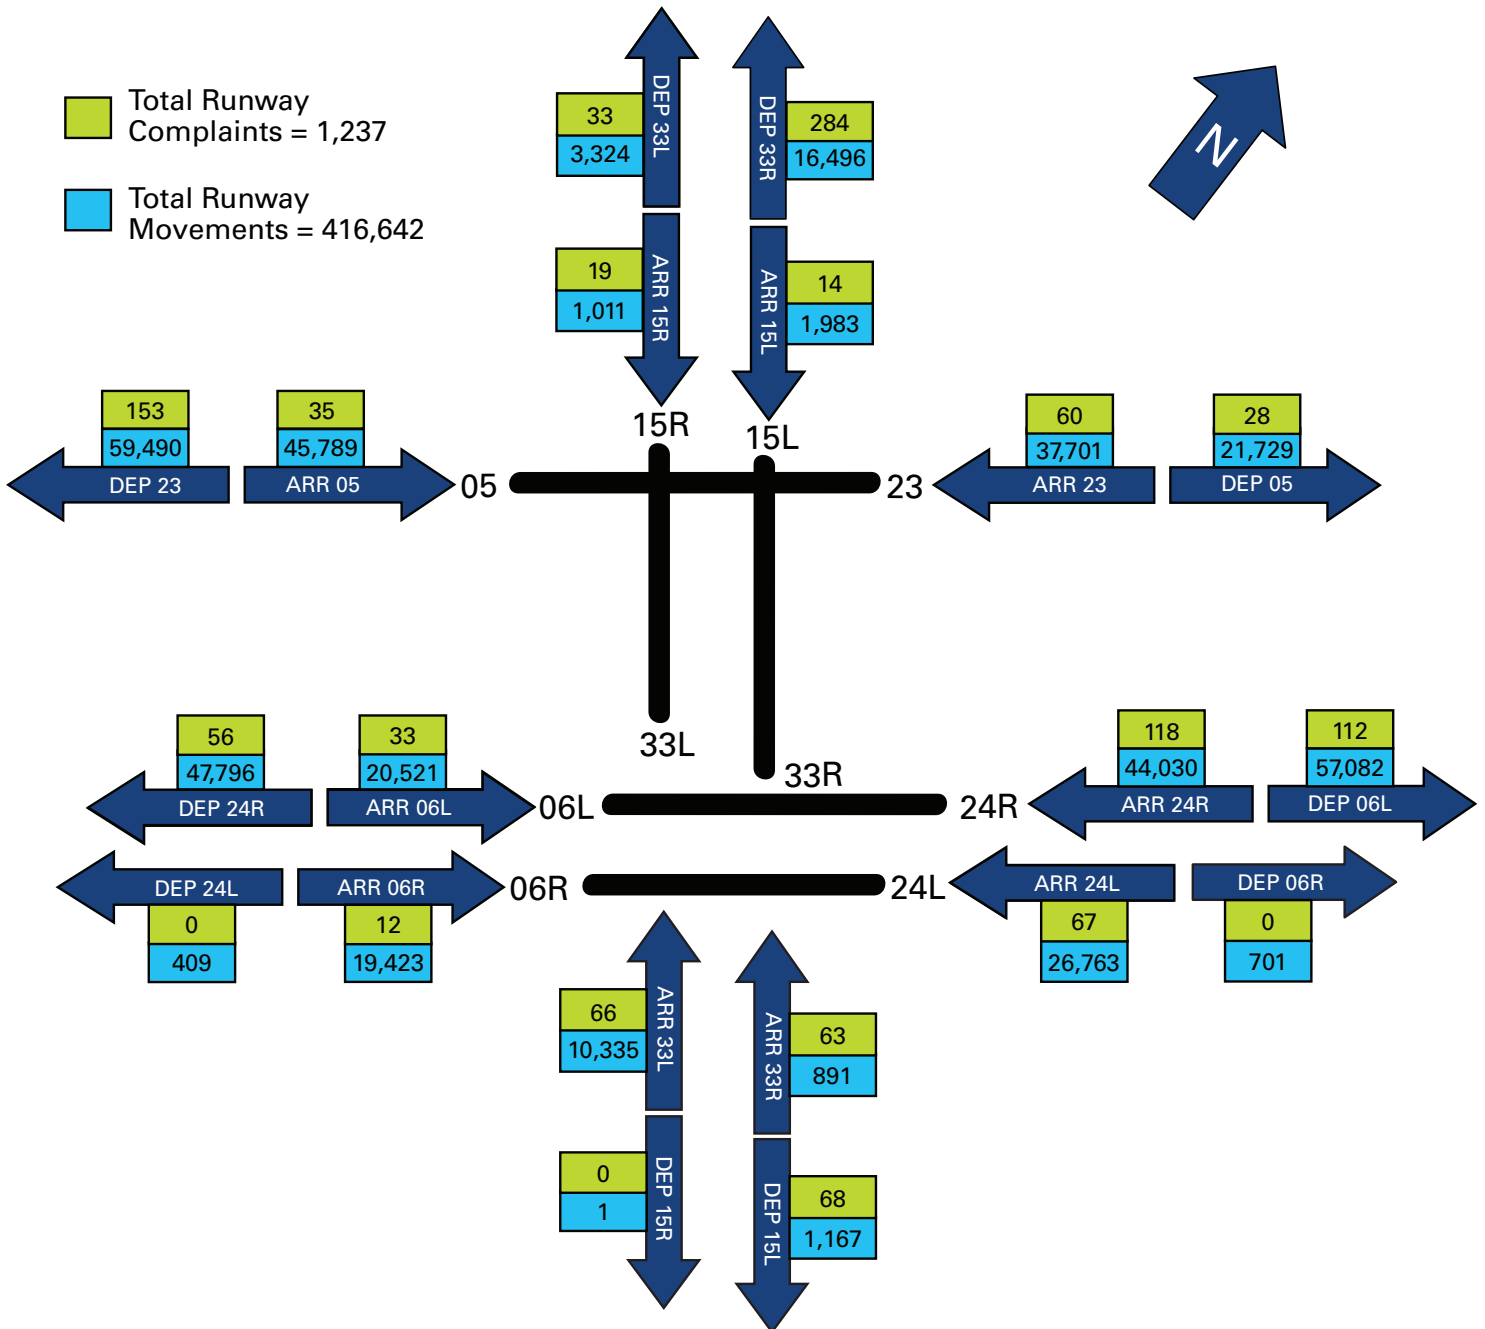 Total Runway
Complaints = 1,237
Total Runway
Movements = 416,642
N
33
3,324
DEP 33L
DEP 33R
284
16,496
19
1,011
ARR 15R
ARR 15L
14
1,983
15R
15L
153
59,490
DEP 23
35
45,789
ARR 05
05
23
60
37,701
ARR 23
28
21,729
DEP 05
33L
33R
56
47,796
DEP 24R
33
20,521
ARR 06L
06L
24R
118
44,030
ARR 24R
112
57,082
DEP 06L
DEP 24L
0
409
ARR 06R
12
19,423
06R
24L
ARR 24L
67
26,763
DEP 06R
0
701
66
10,335
ARR 33L
ARR 33R
63
891
0
1
DEP 15R
DEP 15L
68
1,167